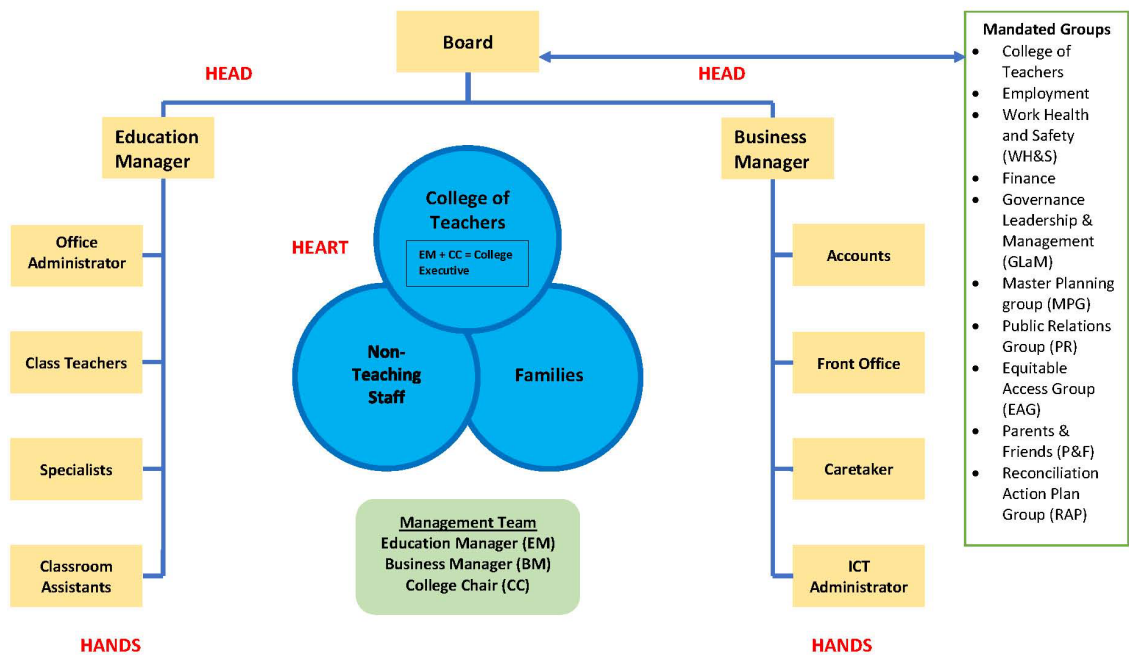 Board
HEAD
HEAD
Education
Manager
Business
Manager
College of
Teachers
EM + CC = College
Executive
HEART
Non-
Teaching
Staff
Families
Office
Administrator
Class Teachers
Specialists
Classroom
Assistants
HANDS
Accounts
Front Office
Caretaker
ICT
Administrator
HANDS
Management Team
Education Manager (EM)
Business Manager (BM)
College Chair (CC)
Mandated Groups
• College of
Teachers
• Employment
• Work Health
and Safety
(WH&S)
• Finance
• Governance
Leadership &
Management
(GLaM)
• Master Planning
group (MPG)
• Public Relations
Group (PR)
• Equitable
Access Group
(EAG)
• Parents &
Friends (P&F)
• Reconciliation
Action Plan
Group (RAP)